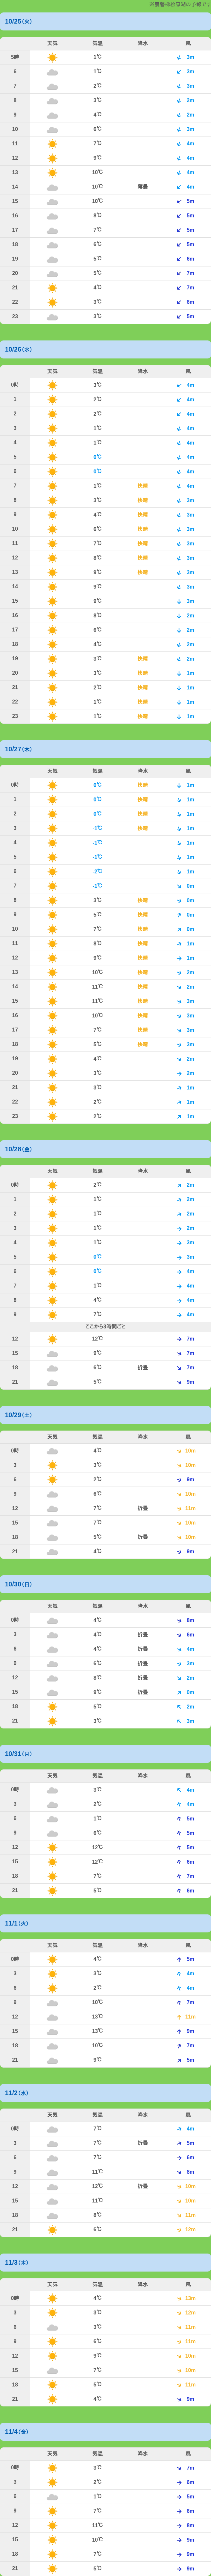 10/25(火)
天気 気温 降水 風
5時 1℃ 3m
6 1℃ 3m
7 2℃ 3m
8 3℃ 2m
9 4℃ 2m
10 6℃ 3m
11 7℃ 4m
12 9℃ 4m
13 10℃ 4m
14 10℃ 薄曇 4m
15 10℃ 5m
16 8℃ 5m
17 7℃ 5m
18 6℃ 5m
19 5℃ 6m
20 5℃ 7m
21 4℃ 7m
22 3℃ 6m
23 3℃ 5m
10/26(水)
天気 気温 降水 風
0時 3℃ 4m
1 2℃ 4m
2 2℃ 4m
3 1℃ 4m
4 1℃ 4m
5 0℃ 4m
6 0℃ 4m
7 1℃ 快晴 4m
8 3℃ 快晴 3m
9 4℃ 快晴 3m
10 6℃ 快晴 3m
11 7℃ 快晴 3m
12 8℃ 快晴 3m
13 9℃ 快晴 3m
14 9℃ 3m
15 9℃ 3m
16 8℃ 2m
17 6℃ 2m
18 4℃ 2m
19 3℃ 快晴 2m
20 3℃ 快晴 1m
21 2℃ 快晴 1m
22 1℃ 快晴 1m
23 1℃ 快晴 1m
10/27(木)
天気 気温 降水 風
0時 0℃ 快晴 1m
1 0℃ 快晴 1m
2 0℃ 快晴 1m
3 -1℃ 快晴 1m
4 -1℃ 1m
5 -1℃ 1m
6 -2℃ 1m
7 -1℃ 0m
8 3℃ 快晴 0m
9 5℃ 快晴 0m
10 7℃ 快晴 0m
11 8℃ 快晴 1m
12 9℃ 快晴 1m
13 10℃ 快晴 2m
14 11℃ 快晴 2m
15 11℃ 快晴 3m
16 10℃ 快晴 3m
17 7℃ 快晴 3m
18 5℃ 快晴 3m
19 4℃ 2m
20 3℃ 2m
21 3℃ 1m
22 2℃ 1m
23 2℃ 1m
10/28(金)
天気 気温 降水 風
0時 2℃ 2m
1 1℃ 2m
2 1℃ 2m
3 1℃ 2m
4 1℃ 3m
5 0℃ 3m
6 0℃ 4m
7 1℃ 4m
8 4℃ 4m
9 7℃ 4m
ここから3時間ごと
12 12℃ 7m
15 9℃ 7m
18 6℃ 折曇 7m
21 5℃ 9m
10/29(土)
天気 気温 降水 風
0時 4℃ 10m
3 3℃ 10m
6 2℃ 9m
9 6℃ 10m
12 7℃ 折曇 11m
15 7℃ 10m
18 5℃ 折曇 10m
21 4℃ 9m
10/30(日)
天気 気温 降水 風
0時 4℃ 8m
3 4℃ 折曇 6m
6 4℃ 折曇 4m
9 6℃ 折曇 3m
12 8℃ 折曇 2m
15 9℃ 折曇 0m
18 5℃ 2m
21 3℃ 3m
10/31(月)
天気 気温 降水 風
0時 3℃ 4m
3 2℃ 4m
6 1℃ 5m
9 6℃ 5m
12 12℃ 5m
15 12℃ 6m
18 7℃ 7m
21 5℃ 6m
11/1(火)
天気 気温 降水 風
0時 4℃ 5m
3 3℃ 4m
6 2℃ 4m
9 10℃ 7m
12 13℃ 11m
15 13℃ 9m
18 10℃ 7m
21 9℃ 5m
11/2(水)
天気 気温 降水 風
0時 7℃ 4m
3 7℃ 折曇 5m
6 7℃ 6m
9 11℃ 8m
12 12℃ 折曇 10m
15 11℃ 10m
18 8℃ 11m
21 6℃ 12m
11/3(木)
天気 気温 降水 風
0時 4℃ 13m
3 3℃ 12m
6 3℃ 11m
9 6℃ 11m
12 9℃ 10m
15 7℃ 10m
18 5℃ 11m
21 4℃ 9m
11/4(金)
天気 気温 降水 風
0時 3℃ 7m
3 2℃ 6m
6 1℃ 5m
9 7℃ 6m
12 11℃ 8m
15 10℃ 9m
18 7℃ 9m
21 5℃ 9m